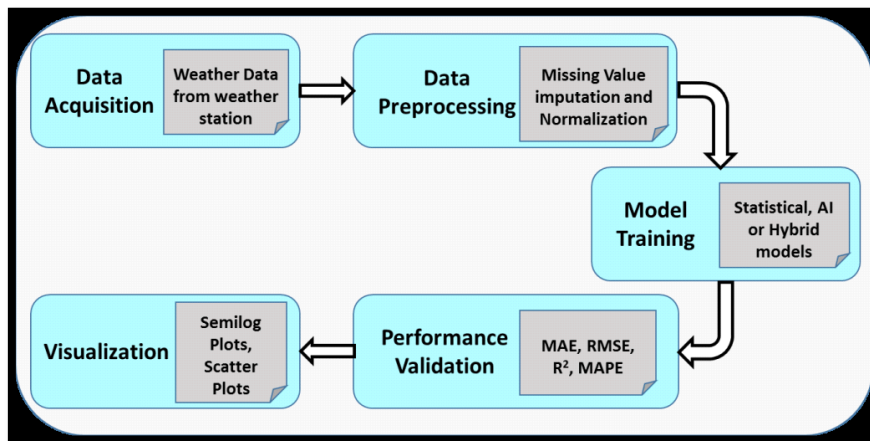 Data
Acquisition
Weather Data
from weather
station
Data
Preprocessing
Missing Value
imputation and
Normalization
Model
Training
Statistical, AI
or Hybrid
models
Performance
Validation
MAE, RMSE,
R², MAPE
Visualization
Semilog
Plots,
Scatter
Plots